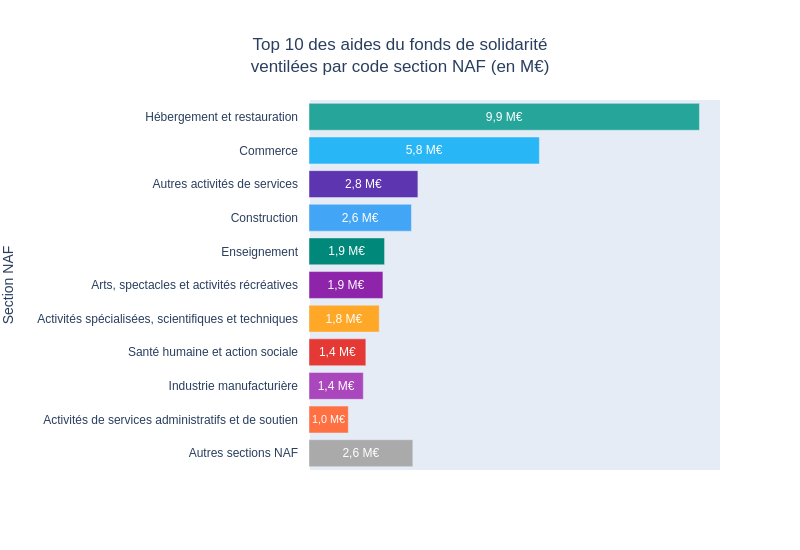 Top 10 des aides du fonds de solidarité
ventilées par code section NAF (en M€)
Section NAF
Hébergement et restauration 9,9 M€
Commerce 5,8 M€
Autres activités de services 2,8 M€
Construction 2,6 M€
Enseignement 1,9 M€
Arts, spectacles et activités récréatives 1,9 M€
Activités spécialisées, scientifiques et techniques 1,8 M€
Santé humaine et action sociale 1,4 M€
Industrie manufacturière 1,4 M€
Activités de services administratifs et de soutien 1,0 M€
Autres sections NAF 2,6 M€